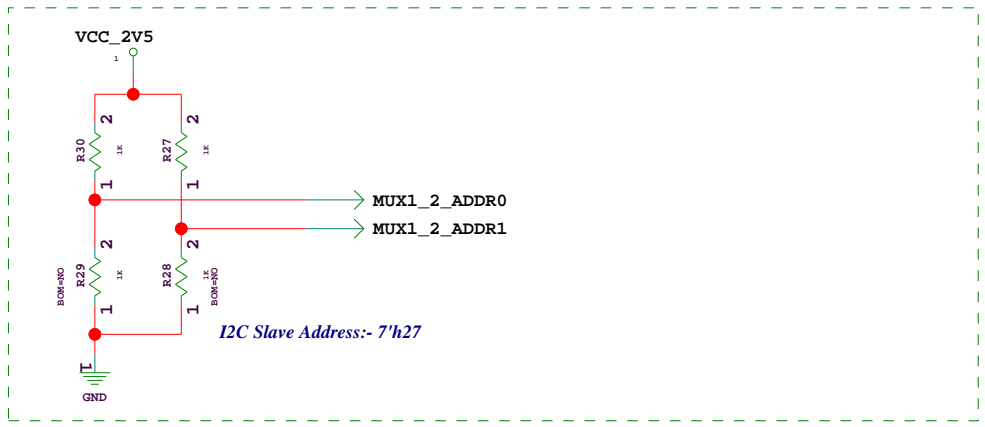 VCC_2V5
1
2
2
R30
1K
R27
1K
1
1
MUX1_2_ADDR0
MUX1_2_ADDR1
2
2
BOM=NO
R29
1K
R28
1K
BOM=NO
1
1
I2C Slave Address:- 7'h27
1
GND